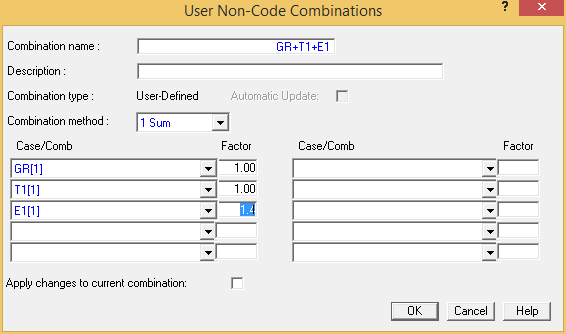 User Non-Code Combinations
?
Combination name :
GR+T1+E1
Description :
Combination type :
User-Defined
Automatic Update:
Combination method :
1 Sum
Case/Comb
Factor
Case/Comb
Factor
GR[1]
1.00
T1[1]
1.00
E1[1]
1.4
Apply changes to current combination:
OK
Cancel
Help